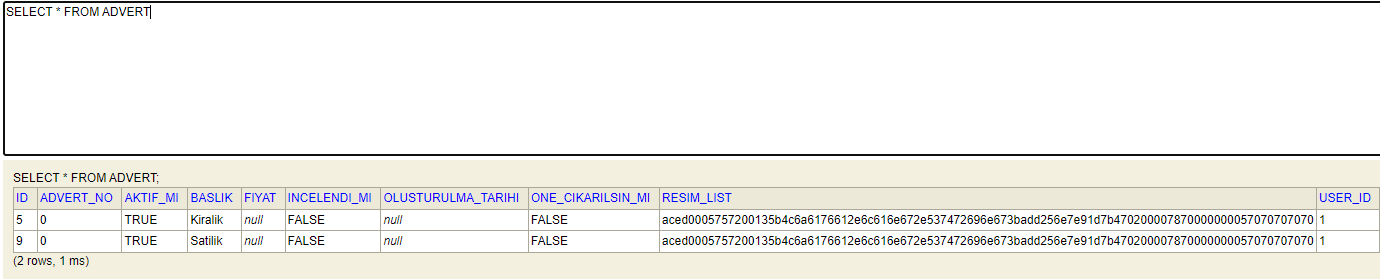 SELECT * FROM ADVERT
SELECT * FROM ADVERT;
ID ADVERT_NO AKTIF_MI BASLIK FIYAT INCELENDI_MI OLUSTURULMA_TARIHI ONE_CIKARILSIN_MI RESIM_LIST USER_ID
5 0 TRUE Kiralik null FALSE null FALSE aced0005757200135b4c6a6176612e6c616e672e537472696e673badd256e7e91d7b47020000787000000000057070707070 1
9 0 TRUE Satilik null FALSE null FALSE aced0005757200135b4c6a6176612e6c616e672e537472696e673badd256e7e91d7b47020000787000000000057070707070 1
(2 rows, 1 ms)